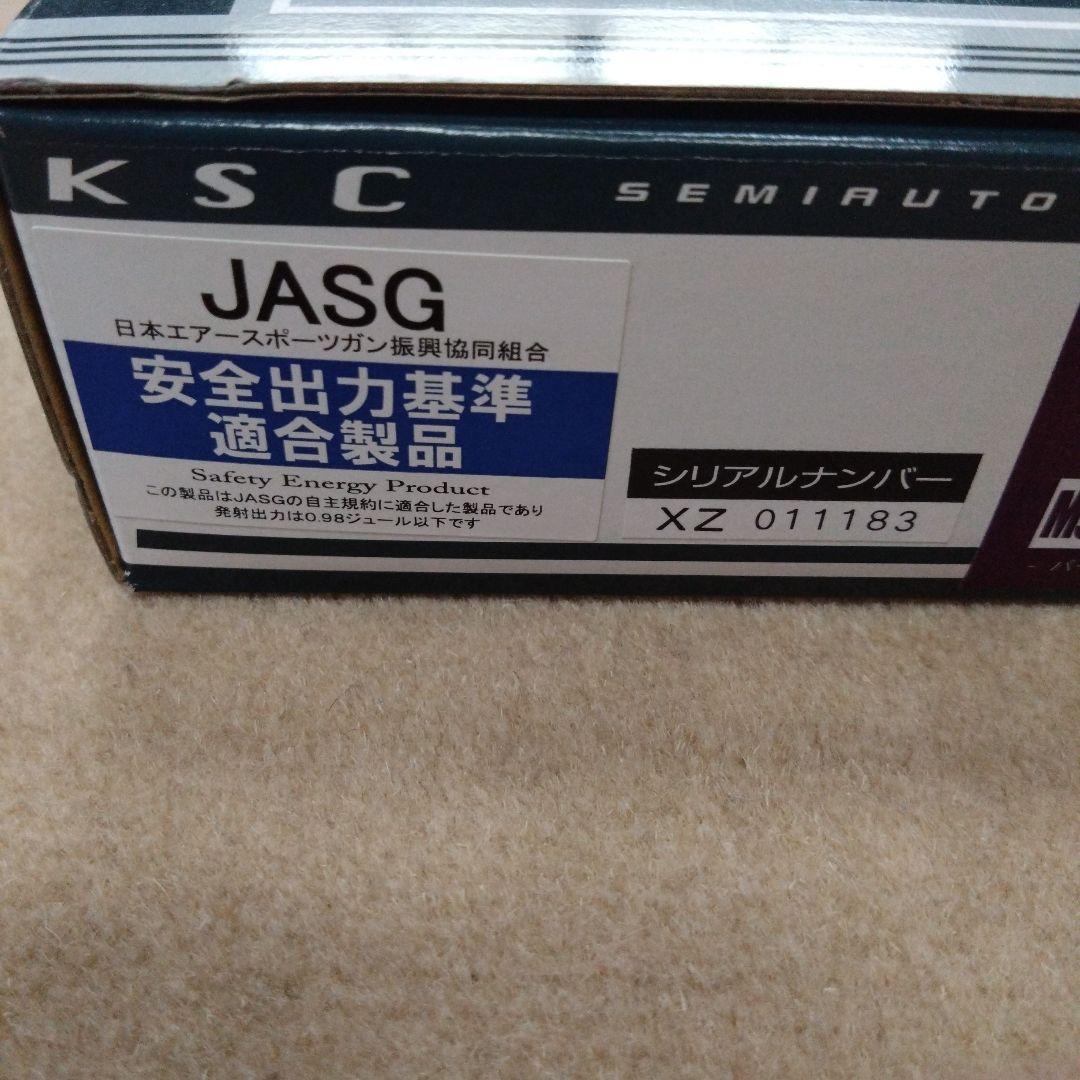 KSC
SEMIAUTO
JASG
日本エアースポーツガン振興協同組合
安全出力基準
適合製品
Safety Energy Product
この製品はJASGの自主規約に適合した製品であり
発射出力は0.98ジュール以下です
シリアルナンバー
XZ 011183